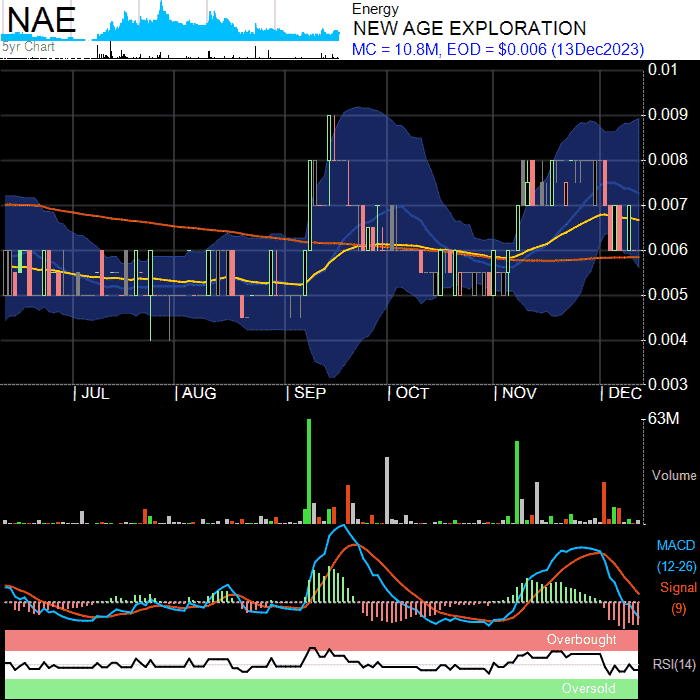 NAE
5yr Chart
Energy
NEW AGE EXPLORATION
MC = 10.8M, EOD = $0.006 (13Dec2023)
0.01
0.009
0.008
0.007
0.006
0.005
0.004
0.003
JUL AUG SEP OCT NOV DEC
63M
Volume
MACD
(12-26)
Signal
(9)
Overbought
RSI(14)
Oversold